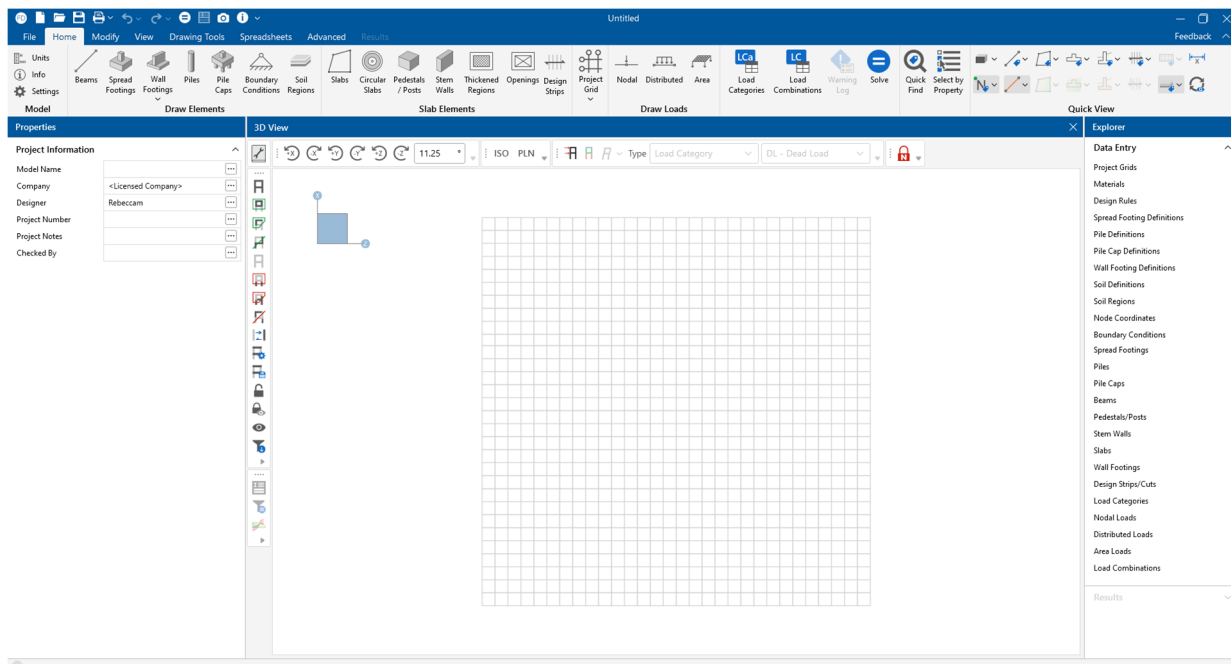 FD
Untitled
File Home Modify View Drawing Tools Spreadsheets Advanced Results Feedback
Units
Info
Settings
Model
Beams
Spread Footings
Wall Footings
Piles
Pile Caps
Boundary Conditions
Soil Regions
Draw Elements
Slabs
Circular Slabs
Pedestals / Posts
Stem Walls
Thickened Regions
Openings
Design Strips
Slab Elements
Project Grid
Nodal
Distributed
Area
Draw Loads
LCa
Load Categories
LC
Load Combinations
Warning Log
Solve
Quick Find
Select by Property
N
Quick View
Properties
Project Information
Model Name
Company <Licensed Company>
Designer Rebeccam
Project Number
Project Notes
Checked By
3D View
+X -X +Y -Y +Z -Z 11.25 ° ISO PLN Type Load Category DL - Dead Load N
X
Z
Explorer
Data Entry
Project Grids
Materials
Design Rules
Spread Footing Definitions
Pile Definitions
Pile Cap Definitions
Wall Footing Definitions
Soil Definitions
Soil Regions
Node Coordinates
Boundary Conditions
Spread Footings
Piles
Pile Caps
Beams
Pedestals/Posts
Stem Walls
Slabs
Wall Footings
Design Strips/Cuts
Load Categories
Nodal Loads
Distributed Loads
Area Loads
Load Combinations
Results